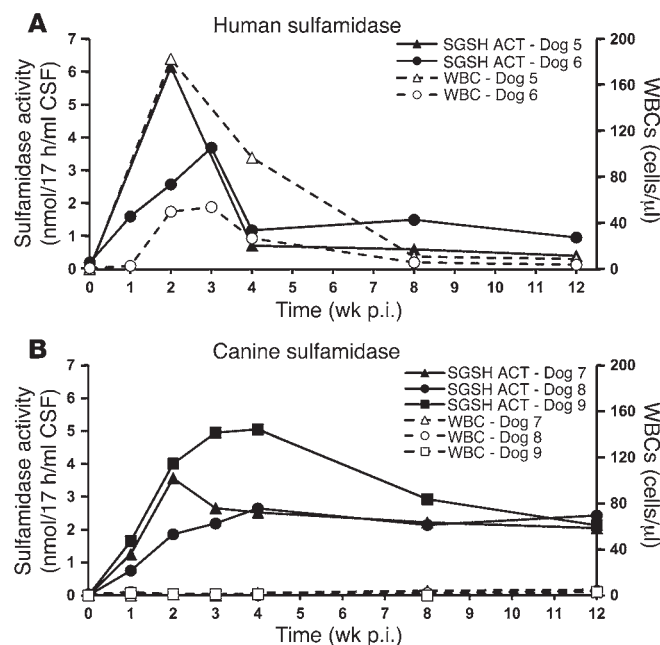 A
Human sulfamidase
SGSH ACT - Dog 5
SGSH ACT - Dog 6
WBC - Dog 5
WBC - Dog 6
Sulfamidase activity
(nmol/17 h/ml CSF)
7
6
5
4
3
2
1
0
200
160
120
80
40
0
WBCs (cells/µl)
0 1 2 3 4 5 6 7 8 9 10 11 12
Time (wk p.i.)
B
Canine sulfamidase
SGSH ACT - Dog 7
SGSH ACT - Dog 8
SGSH ACT - Dog 9
WBC - Dog 7
WBC - Dog 8
WBC - Dog 9
Sulfamidase activity
(nmol/17 h/ml CSF)
7
6
5
4
3
2
1
0
200
160
120
80
40
0
WBCs (cells/µl)
0 1 2 3 4 5 6 7 8 9 10 11 12
Time (wk p.i.)